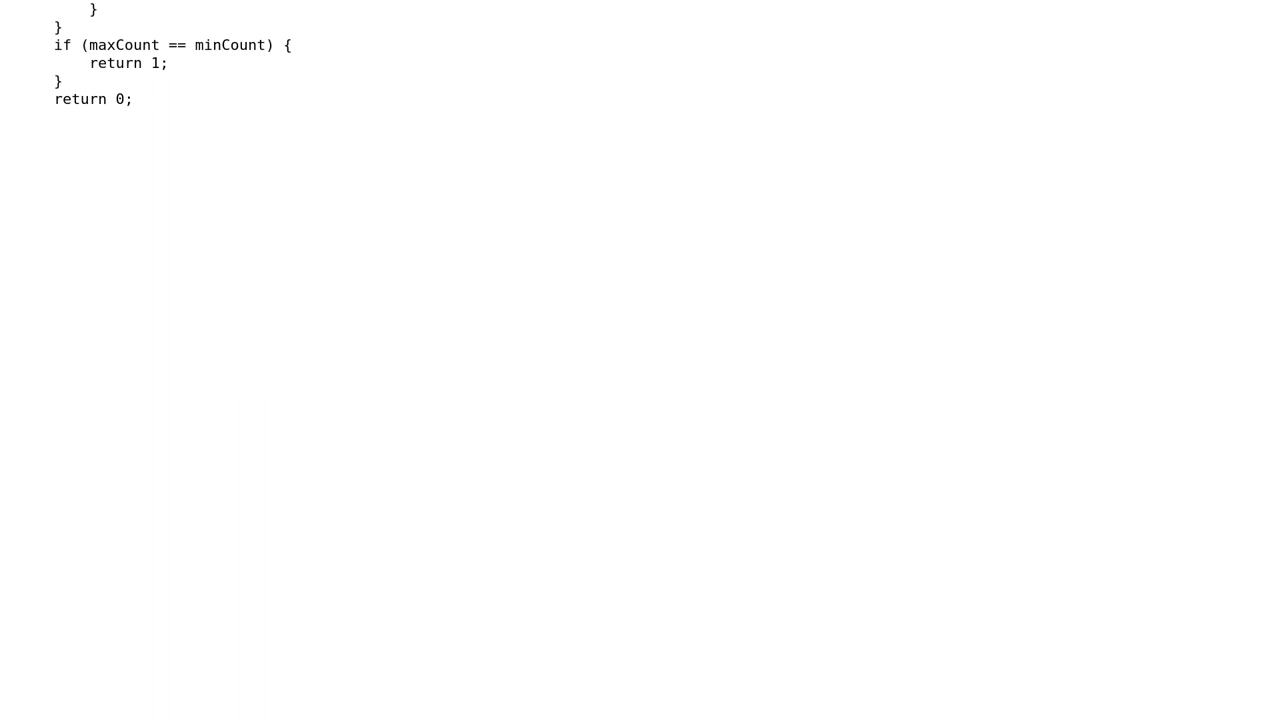 }
    }
    if (maxCount == minCount) {
        return 1;
    }
    return 0;